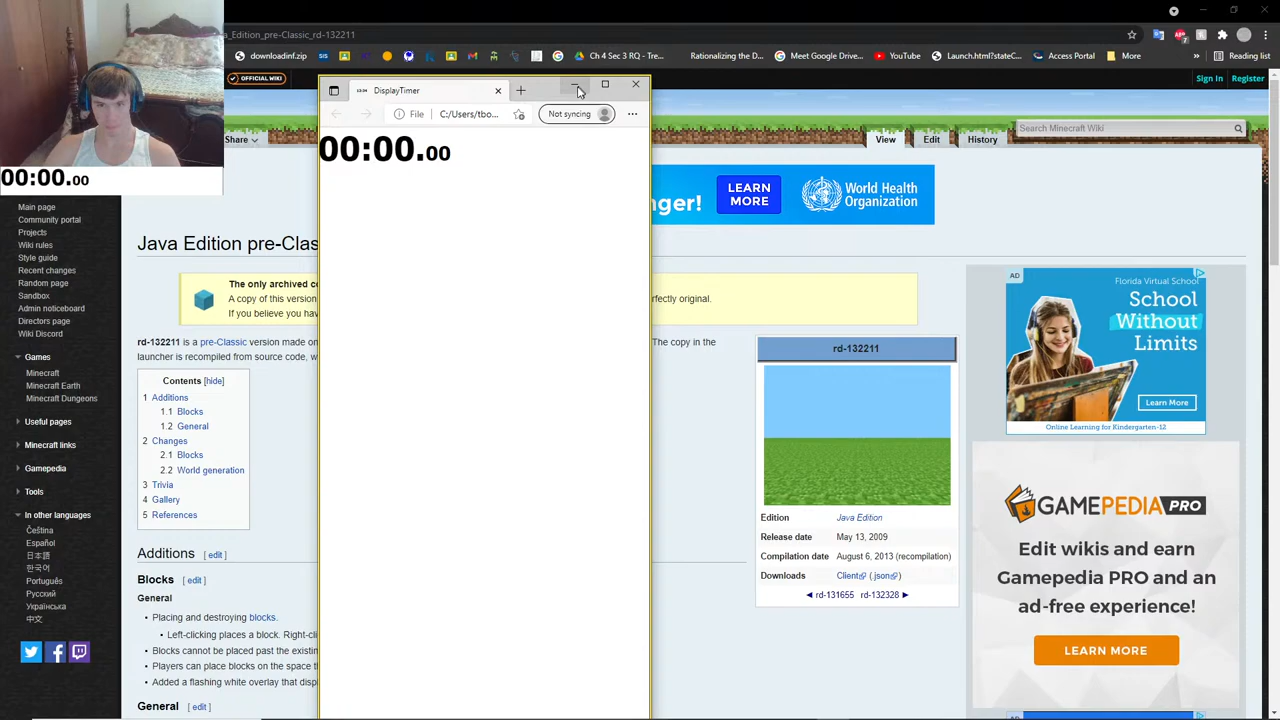 a_Edition_pre-Classic_rd-132211
downloadinfo.zip
Ch 4 Sec 3 RQ - Tre...
Rationalizing the D...
Meet Google Drive...
YouTube
Launch.html?stateC...
Access Portal
More
Reading list
OFFICIAL WIKI
Sign In
Register
DisplayTimer
File
C:/Users/tbo...
Not syncing
00:00.00
00:00.00
Share
View
Edit
History
Search Minecraft Wiki
nger!
LEARN
MORE
World Health
Organization
Main page
Community portal
Projects
Wiki rules
Style guide
Recent changes
Random page
Sandbox
Admin noticeboard
Directors page
Wiki Discord
Games
Minecraft
Minecraft Earth
Minecraft Dungeons
Useful pages
Minecraft links
Gamepedia
Tools
In other languages
Čeština
Español
日本語
한국어
Português
Русский
Українська
中文
Java Edition pre-Clas
The only archived c
A copy of this version
If you believe you hav
rfectly original.
rd-132211 is a pre-Classic version made on
The copy in the
launcher is recompiled from source code, w
Contents [hide]
1 Additions
1.1 Blocks
1.2 General
2 Changes
2.1 Blocks
2.2 World generation
3 Trivia
4 Gallery
5 References
Additions [ edit ]
Blocks [ edit ]
General
Placing and destroying blocks.
Left-clicking places a block. Right-cli
Blocks cannot be placed past the existin
Players can place blocks on the space t
Added a flashing white overlay that disp
General [ edit ]
rd-132211
Edition
Java Edition
Release date
May 13, 2009
Compilation date
August 6, 2013 (recompilation)
Downloads
Client (.json)
◄ rd-131655 rd-132328 ►
AD
Florida Virtual School
School
Without
Limits
Learn More
Online Learning for Kindergarten-12
AD
GAMEPEDIA PRO
Edit wikis and earn
Gamepedia PRO and an
ad-free experience!
LEARN MORE